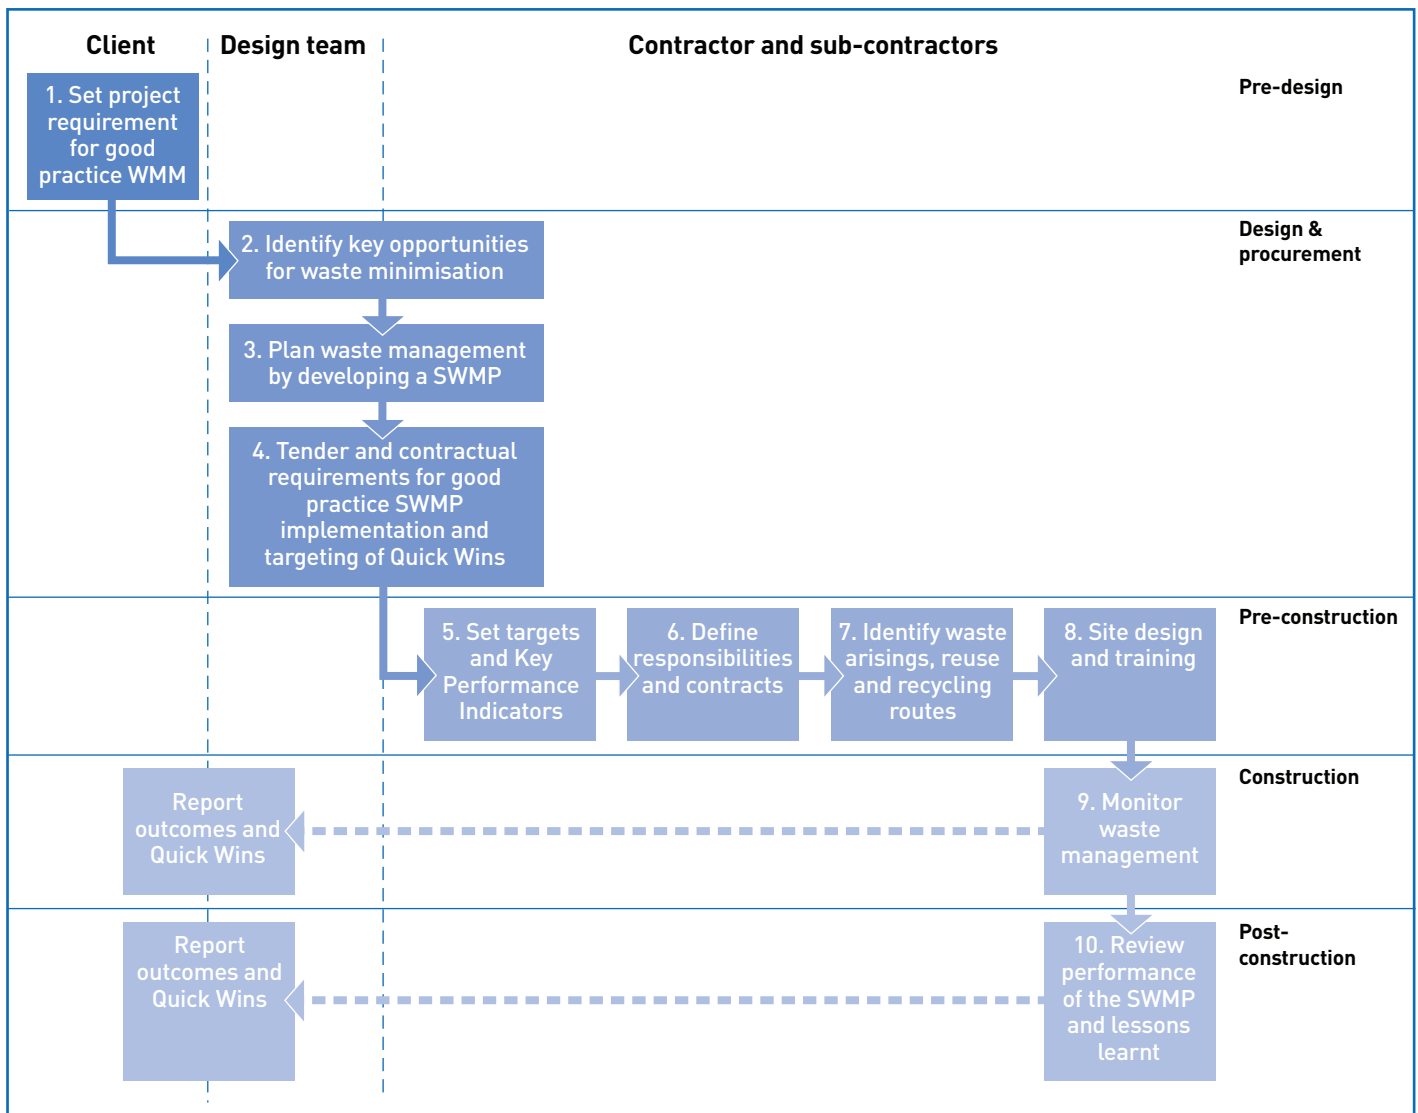 Client
Design team
Contractor and sub-contractors
Pre-design
1. Set project
requirement
for good
practice WMM
Design &
procurement
2. Identify key opportunities
for waste minimisation
3. Plan waste management
by developing a SWMP
4. Tender and contractual
requirements for good
practice SWMP
implementation and
targeting of Quick Wins
Pre-construction
5. Set targets
and Key
Performance
Indicators
6. Define
responsibilities
and contracts
7. Identify waste
arisings, reuse
and recycling
routes
8. Site design
and training
Construction
Report
outcomes and
Quick Wins
9. Monitor
waste
management
Post-
construction
Report
outcomes and
Quick Wins
10. Review
performance
of the SWMP
and lessons
learnt